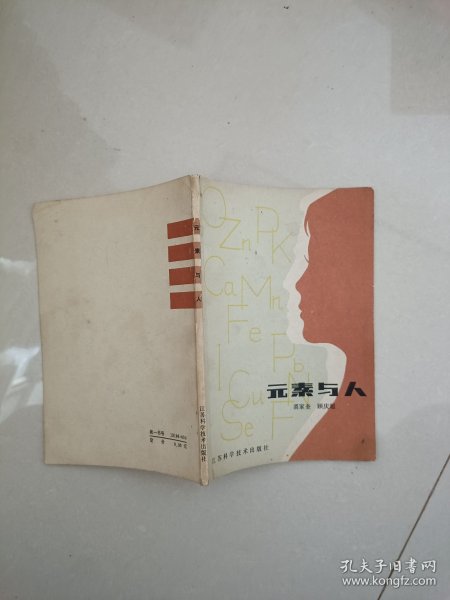 O Zn P K
Ca Mn
Fe
I Pb
Cu N
Se F
元素与人
江苏科学技术出版社
元素与人
江苏科学技术出版社
孔夫子旧书网
www.kongfz.com